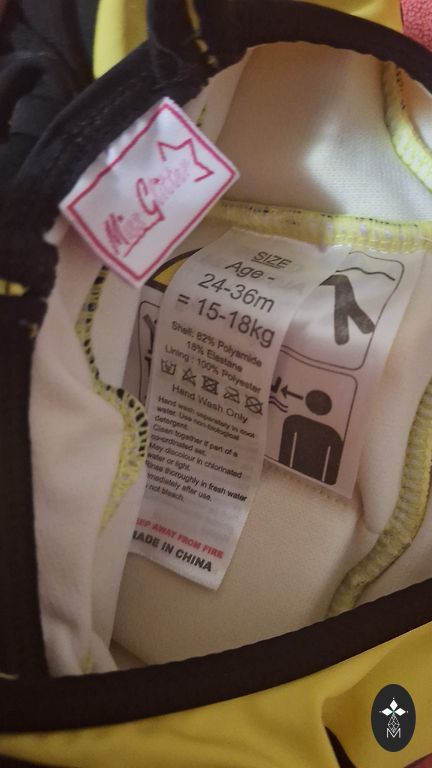 Miss Glitter
SIZE
Age -
24-36m
= 15-18kg
Shell: 82% Polyamide
18% Elastane
Lining : 100% Polyester
Hand Wash Only
Hand wash separately in cool
water. Use non-biological
detergent.
Clean together if part of a
co-ordinated set.
May discolour in chlorinated
water or light.
Rinse thoroughly in fresh water
immediately after use.
not bleach.
EEP AWAY FROM FIRE
MADE IN CHINA
M